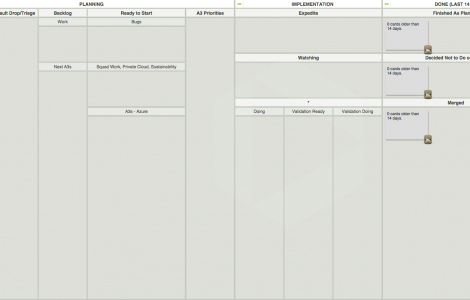 PLANNING
IMPLEMENTATION
DONE (LAST 14
ault Drop/Triage
Backlog
Ready to Start
A3 Priorities
Expedite
Finished As Plan
Work
Bugs
0 cards older than
14 days.
Watching
Decided Not to Do o
Next A3s
Squad Work, Private Cloud, Sustainability
0 cards older than
14 days.
Merged
A3s - Azure
Doing
Validation Ready
Validation Doing
0 cards older than
14 days.